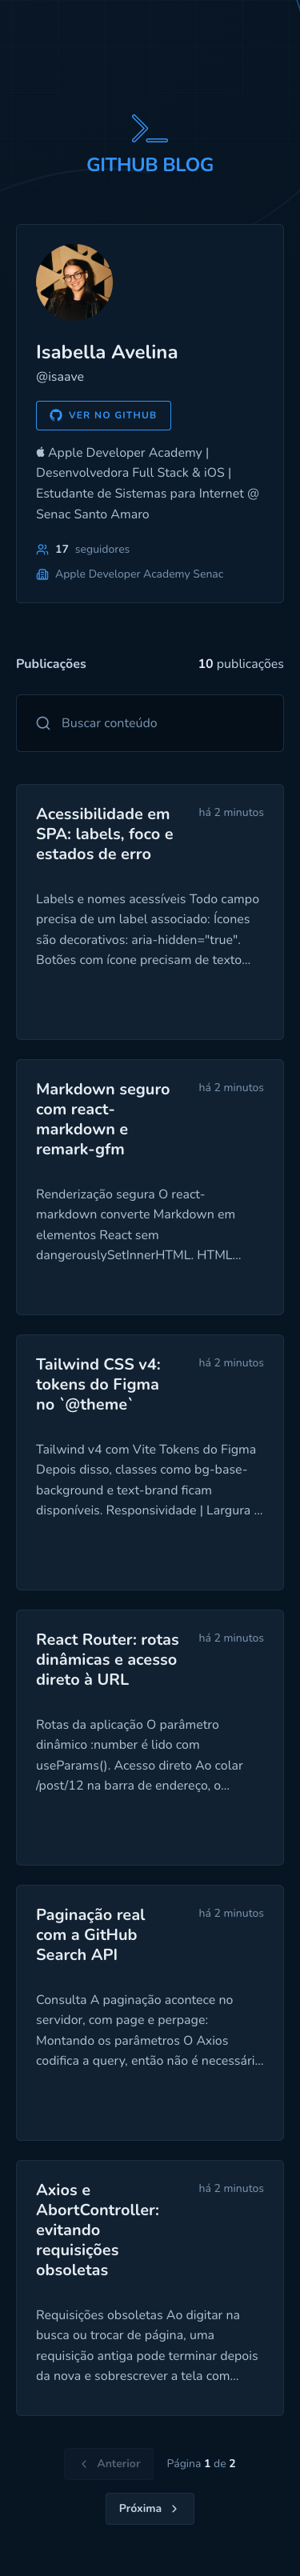 GITHUB BLOG
Isabella Avelina
@isaave
VER NO GITHUB
Apple Developer Academy |
Desenvolvedora Full Stack & iOS |
Estudante de Sistemas para Internet @
Senac Santo Amaro
17 seguidores
Apple Developer Academy Senac
Publicações 10 publicações
Buscar conteúdo
Acessibilidade em há 2 minutos
SPA: labels, foco e
estados de erro
Labels e nomes acessíveis Todo campo
precisa de um label associado: Ícones
são decorativos: aria-hidden="true".
Botões com ícone precisam de texto...
Markdown seguro há 2 minutos
com react-
markdown e
remark-gfm
Renderização segura O react-
markdown converte Markdown em
elementos React sem
dangerouslySetInnerHTML. HTML...
Tailwind CSS v4: há 2 minutos
tokens do Figma
no `@theme`
Tailwind v4 com Vite Tokens do Figma
Depois disso, classes como bg-base-
background e text-brand ficam
disponíveis. Responsividade | Largura ...
React Router: rotas há 2 minutos
dinâmicas e acesso
direto à URL
Rotas da aplicação O parâmetro
dinâmico :number é lido com
useParams(). Acesso direto Ao colar
/post/12 na barra de endereço, o...
Paginação real há 2 minutos
com a GitHub
Search API
Consulta A paginação acontece no
servidor, com page e perpage:
Montando os parâmetros O Axios
codifica a query, então não é necessári...
Axios e há 2 minutos
AbortController:
evitando
requisições
obsoletas
Requisições obsoletas Ao digitar na
busca ou trocar de página, uma
requisição antiga pode terminar depois
da nova e sobrescrever a tela com...
Anterior Página 1 de 2
Próxima